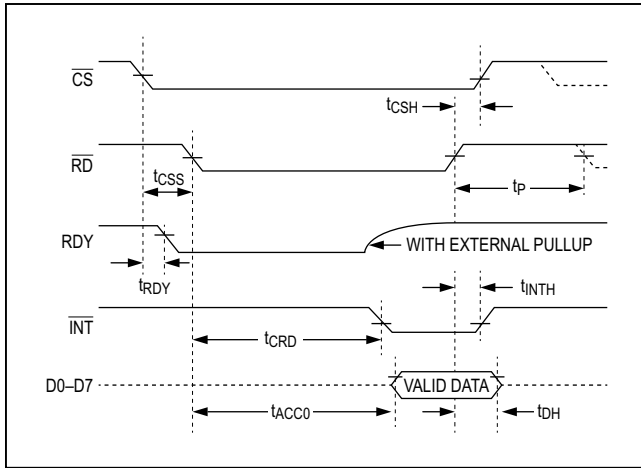 CS
tCSH
RD
tCSS
tP
RDY
WITH EXTERNAL PULLUP
tRDY
tINTH
INT
tCRD
D0–D7
VALID DATA
tACC0
tDH